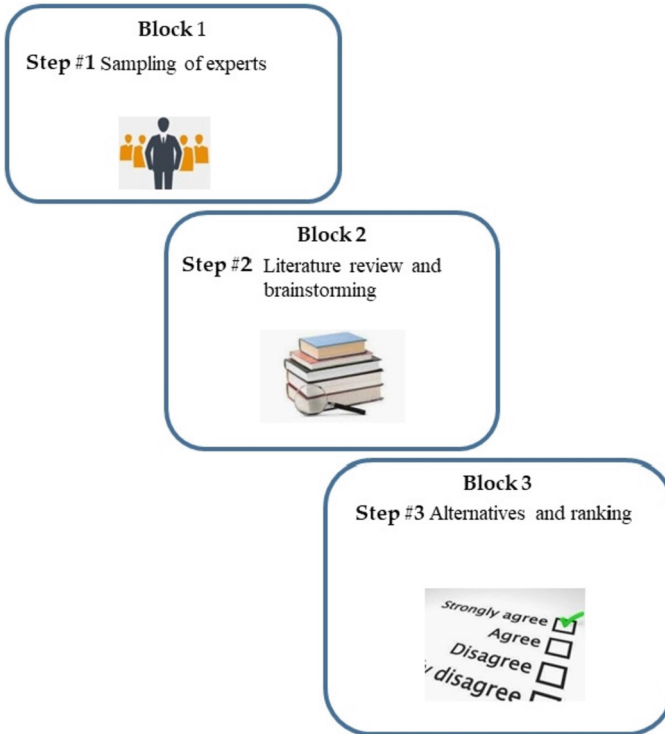 Block 1
Step #1 Sampling of experts
Block 2
Step #2 Literature review and
brainstorming
Block 3
Step #3 Alternatives and ranking
Strongly agree
Agree
Disagree
y disagree